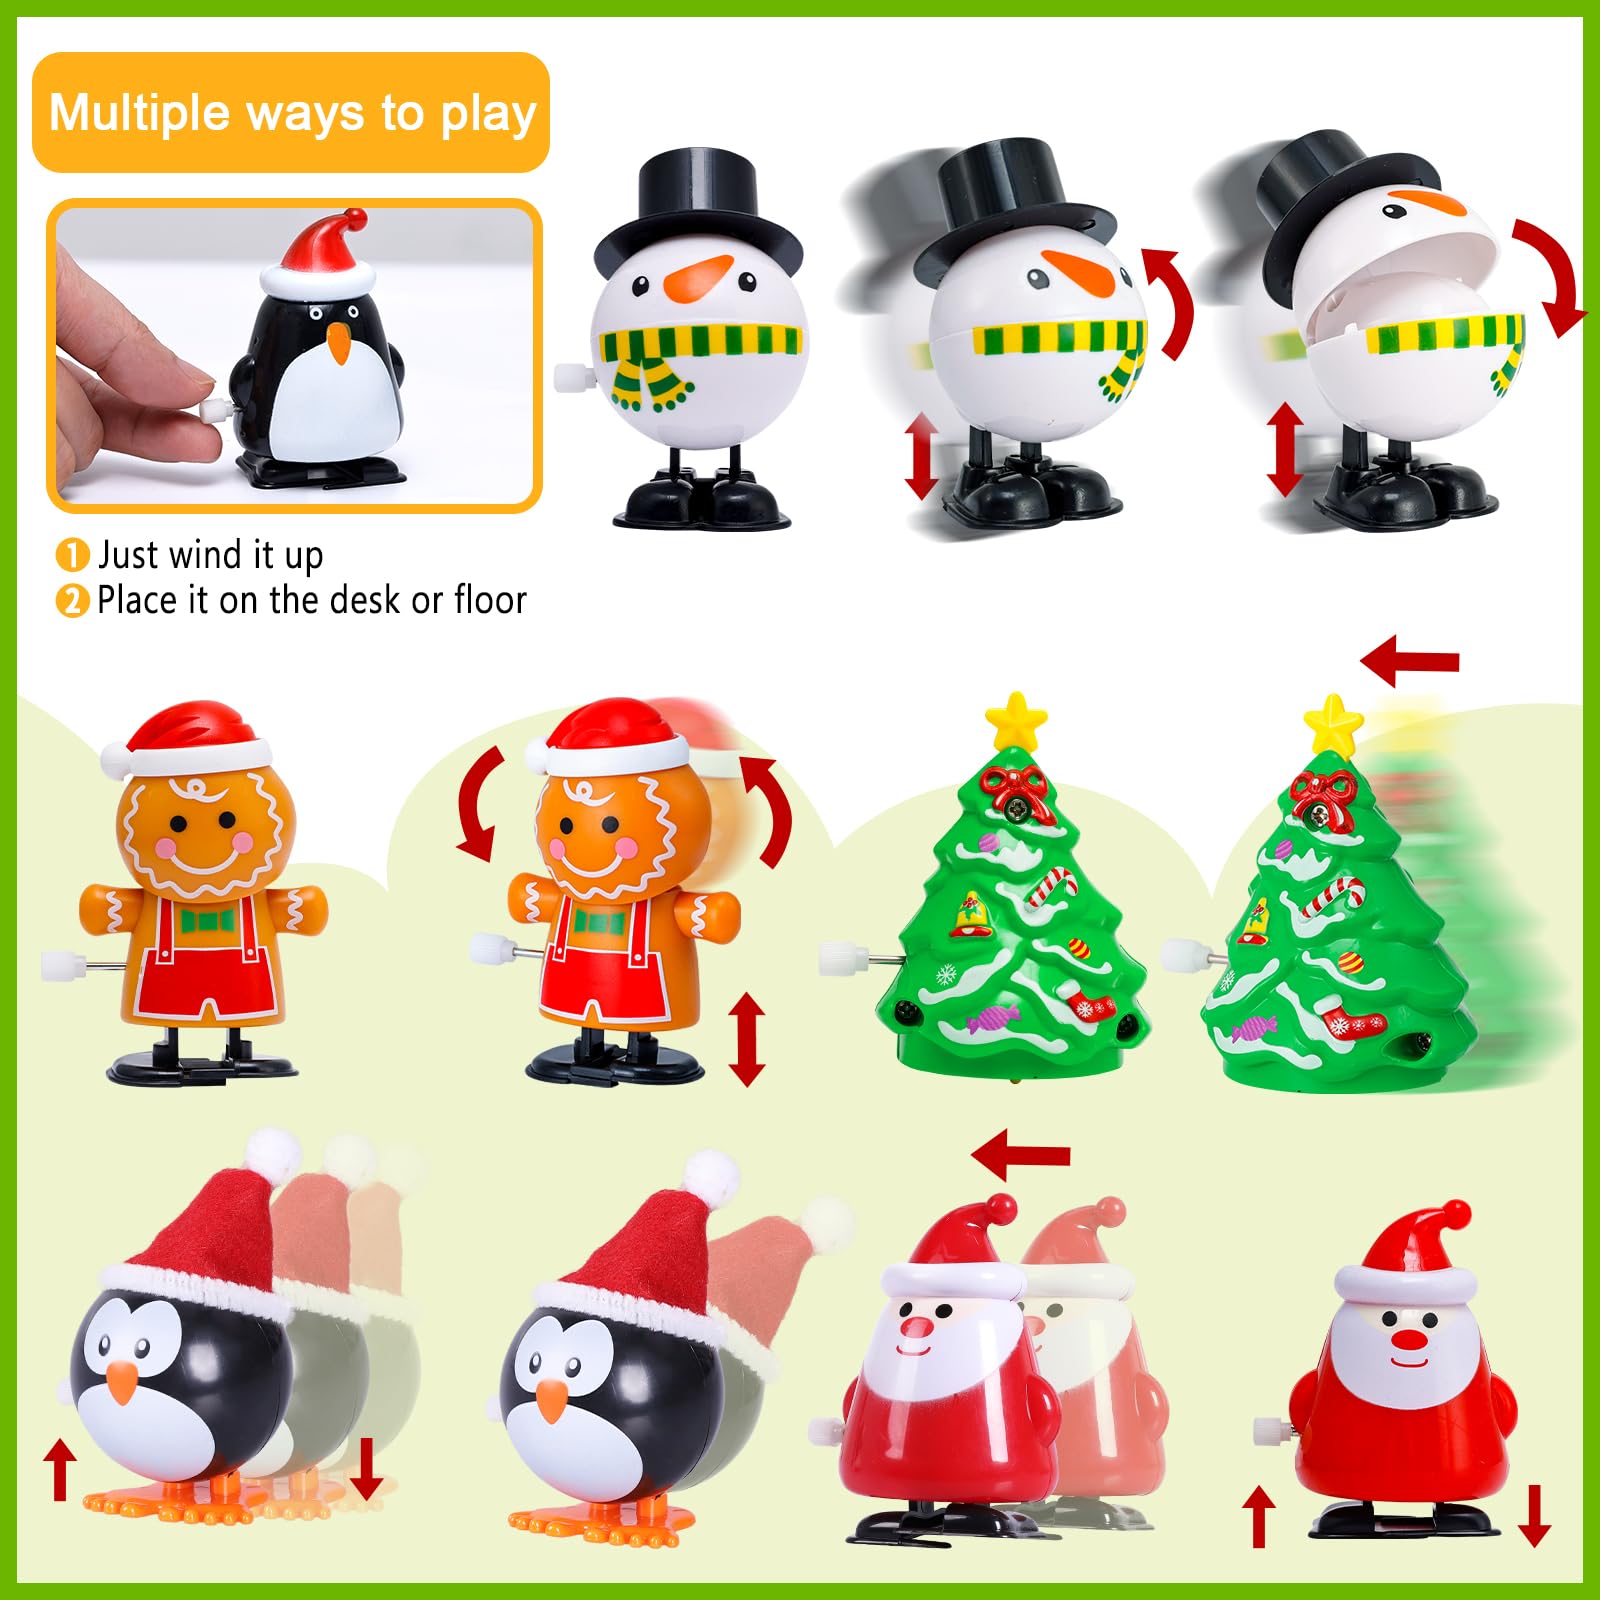 Multiple ways to play
1 Just wind it up
2 Place it on the desk or floor